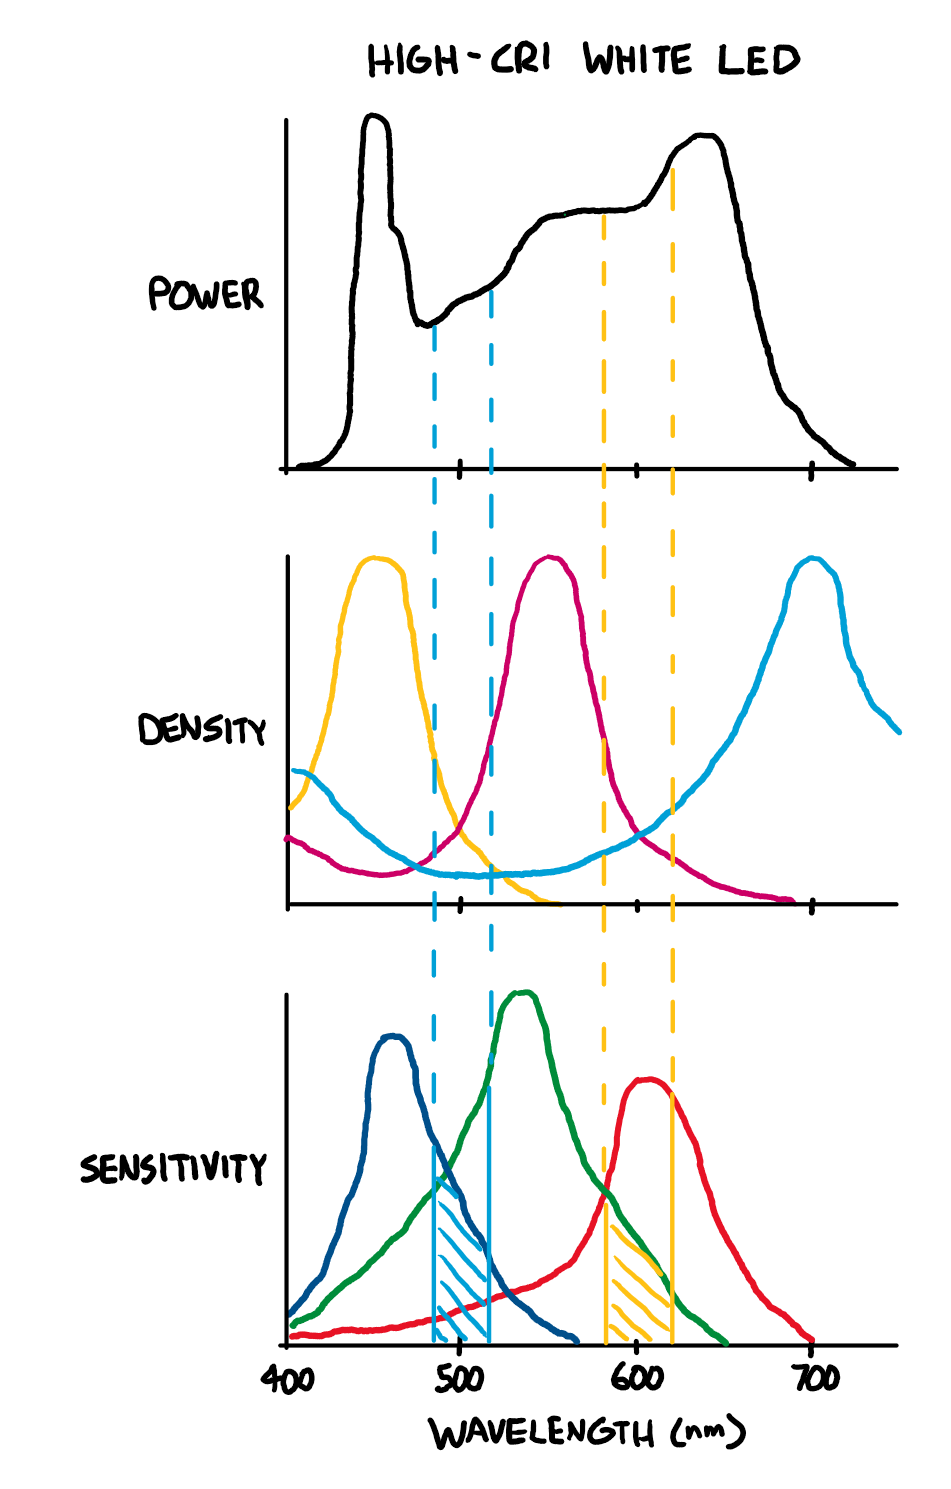 HIGH-CRI WHITE LED
POWER
DENSITY
SENSITIVITY
400 500 600 700
WAVELENGTH (nm)